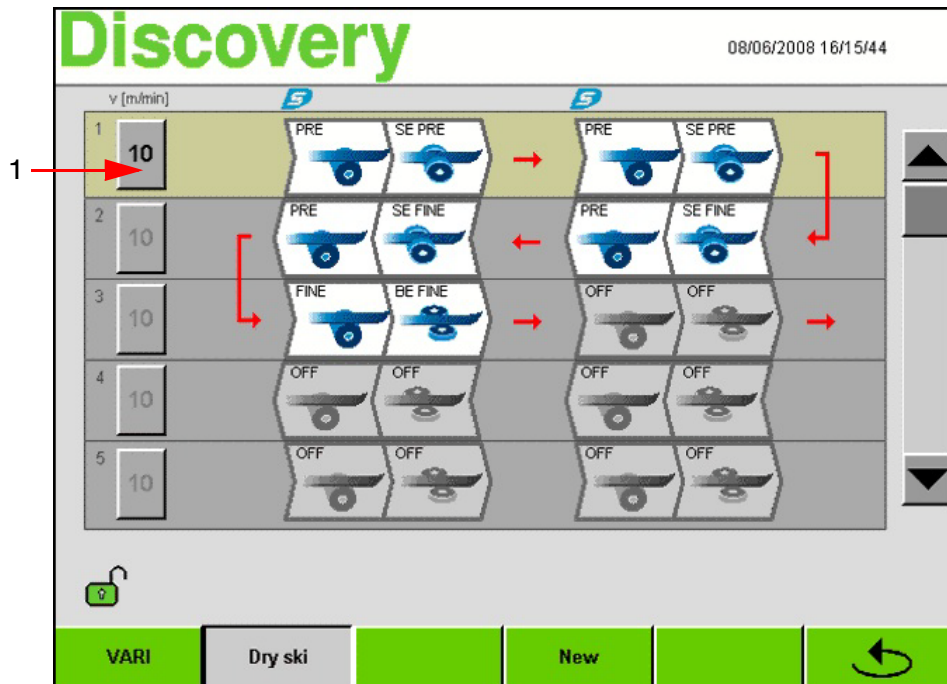 Discovery
08/06/2008 16/15/44
v [m/min]
S S
1 10 PRE SE PRE PRE SE PRE
1
2 10 PRE SE FINE PRE SE FINE
3 10 FINE BE FINE OFF OFF
4 10 OFF OFF OFF OFF
5 10 OFF OFF OFF OFF
VARI Dry ski New